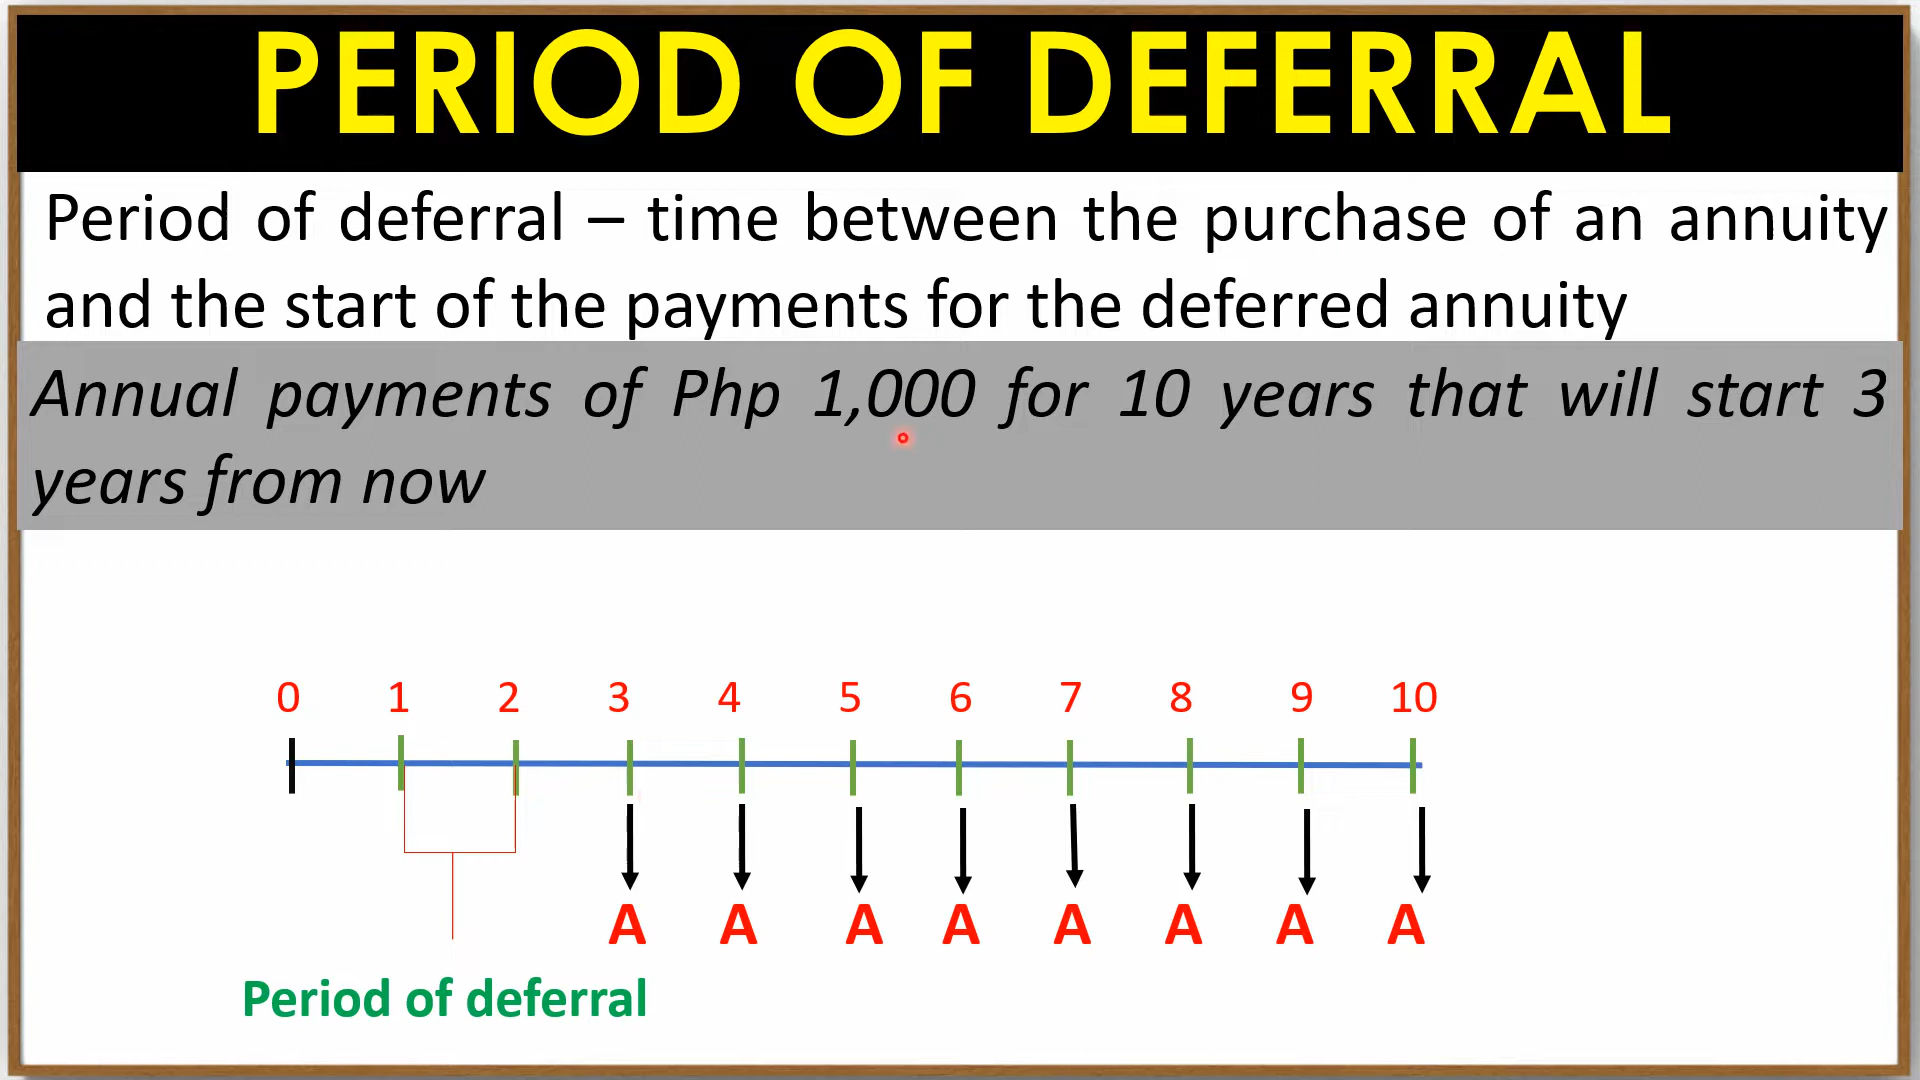 PERIOD OF DEFERRAL
Period of deferral – time between the purchase of an annuity
and the start of the payments for the deferred annuity
Annual payments of Php 1,000 for 10 years that will start 3
years from now
0 1 2 3 4 5 6 7 8 9 10
A A A A A A A A
Period of deferral